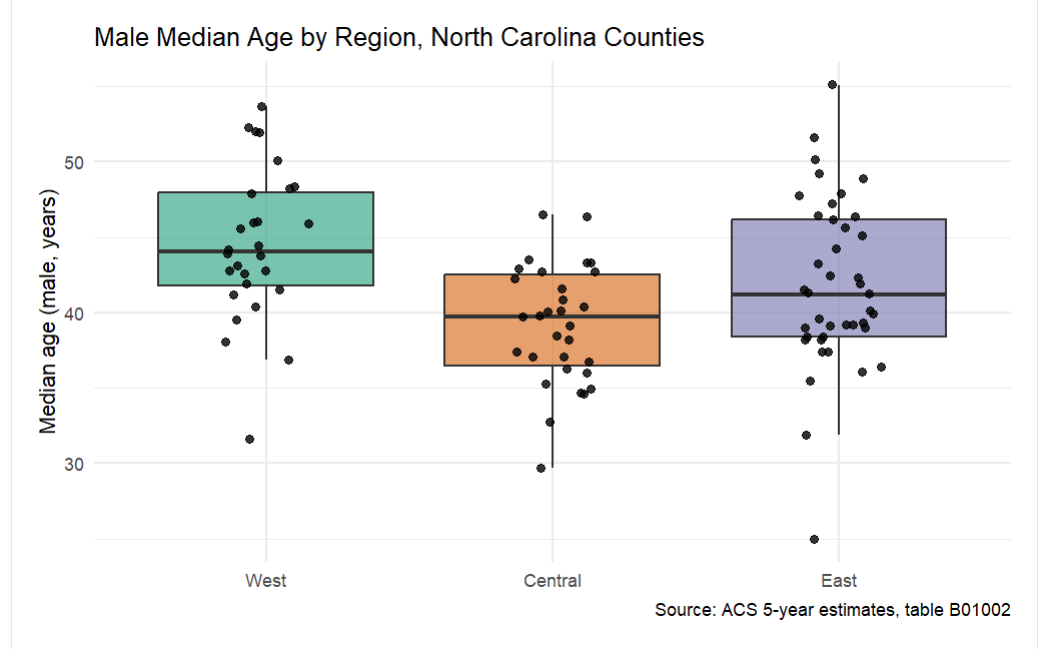 Male Median Age by Region, North Carolina Counties
Median age (male, years)
50
40
30
West
Central
East
Source: ACS 5-year estimates, table B01002